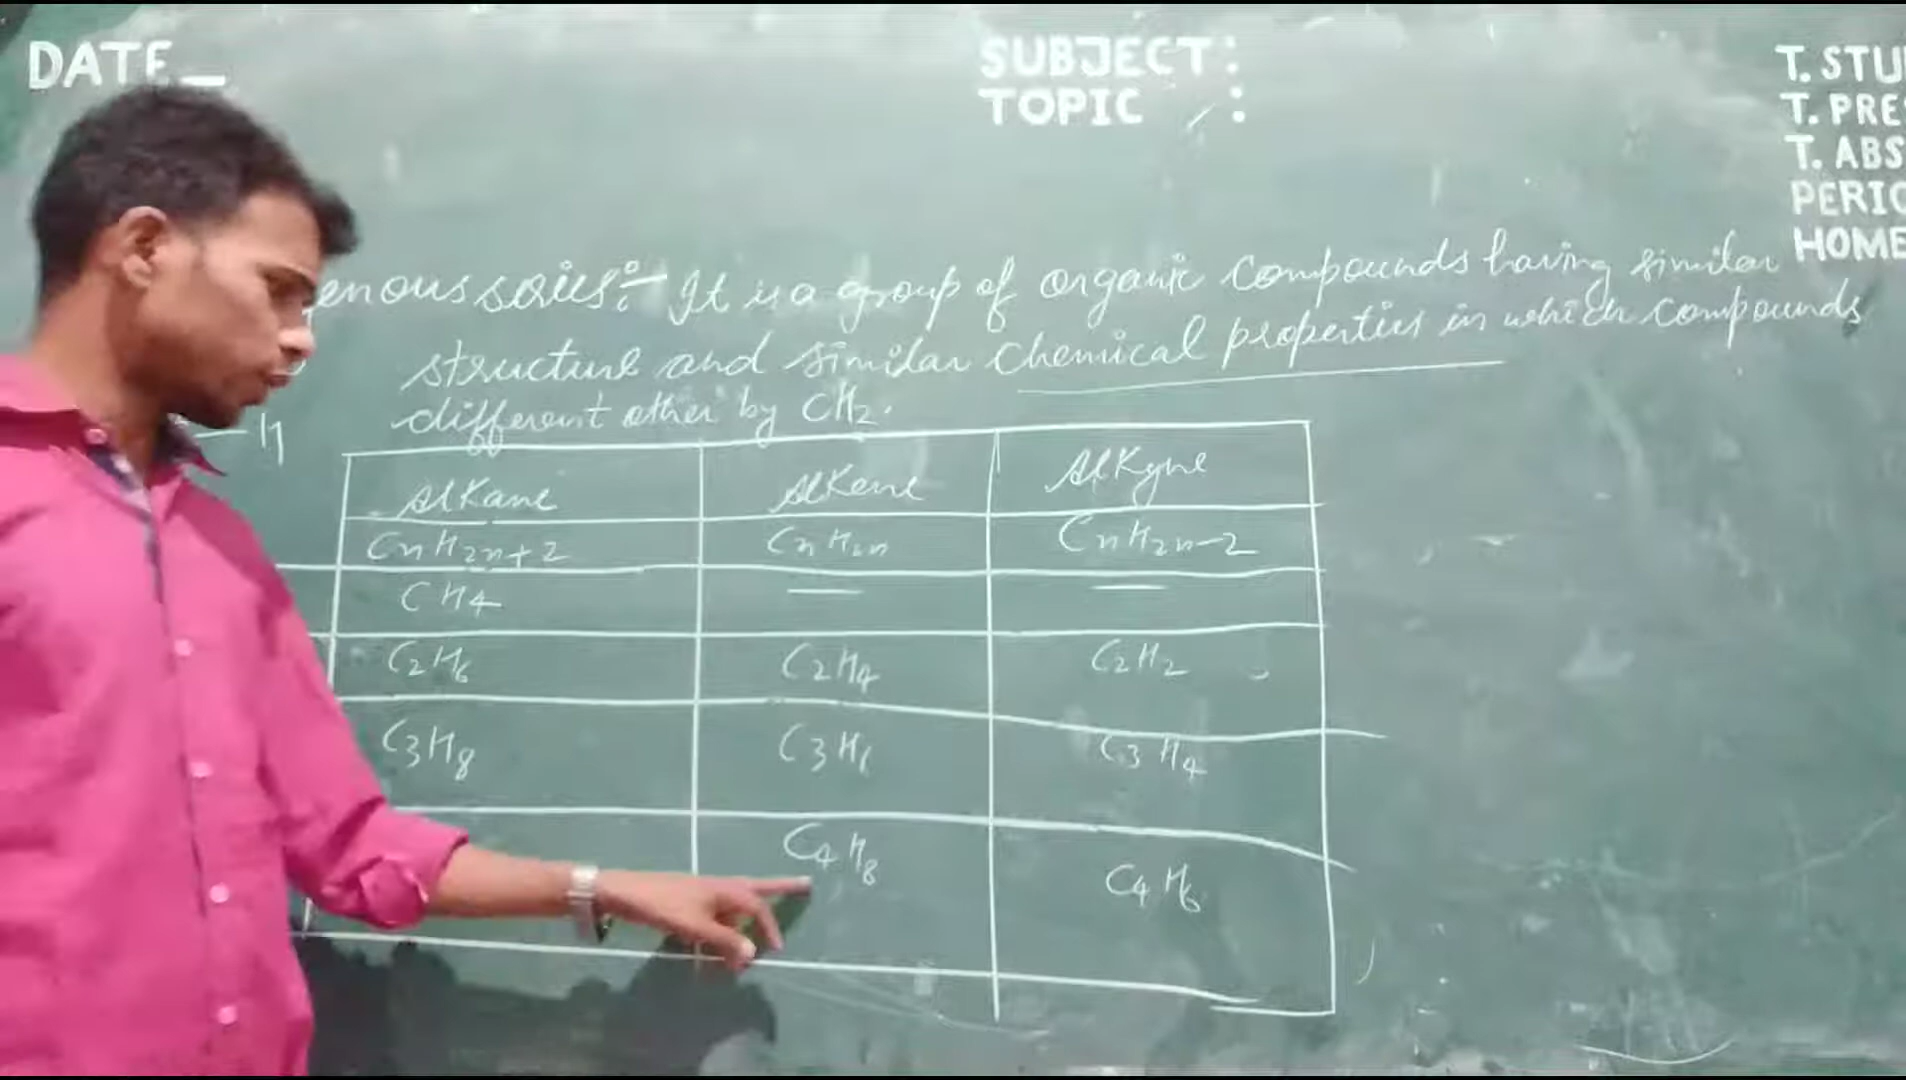 DATE_
SUBJECT:
TOPIC :
T. STU
T. PRE
T. ABS
PERIO
HOME
enous series:- It is a group of organic compounds having similar
structure and similar chemical properties in which compounds
different other by CH2.
Alkane Alkene Alkyne
CnH2n+2 CnH2n CnH2n-2
CH4 — —
C2H6 C2H4 C2H2
C3H8 C3H6 C3H4
C4H8 C4H6